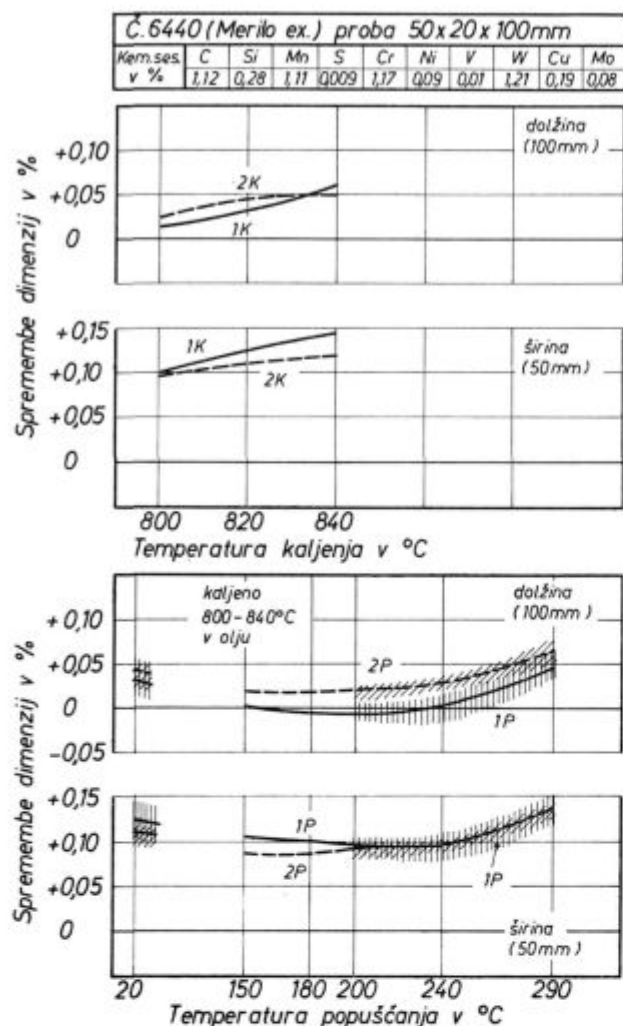 Č.6440 (Merilo ex.) proba 50x20x100mm
Kem.ses. v % C Si Mn S Cr Ni V W Cu Mo
1,12 0,28 1,11 0,009 1,17 0,09 0,01 1,21 0,19 0,08
Spremembe dimenzij v %
dolžina
(100mm)
+0,10
+0,05
0
2K
1K
+0,15
+0,10
+0,05
0
1K
2K
širina
(50mm)
800 820 840
Temperatura kaljenja v °C
Spremembe dimenzij v %
kaljeno
800-840°C
v olju
dolžina
(100mm)
+0,10
+0,05
0
-0,05
2P
1P
Spremembe dimenzij v %
+0,15
+0,10
+0,05
0
1P
2P
1P
širina
(50mm)
20 150 180 200 240 290
Temperatura popuščanja v °C